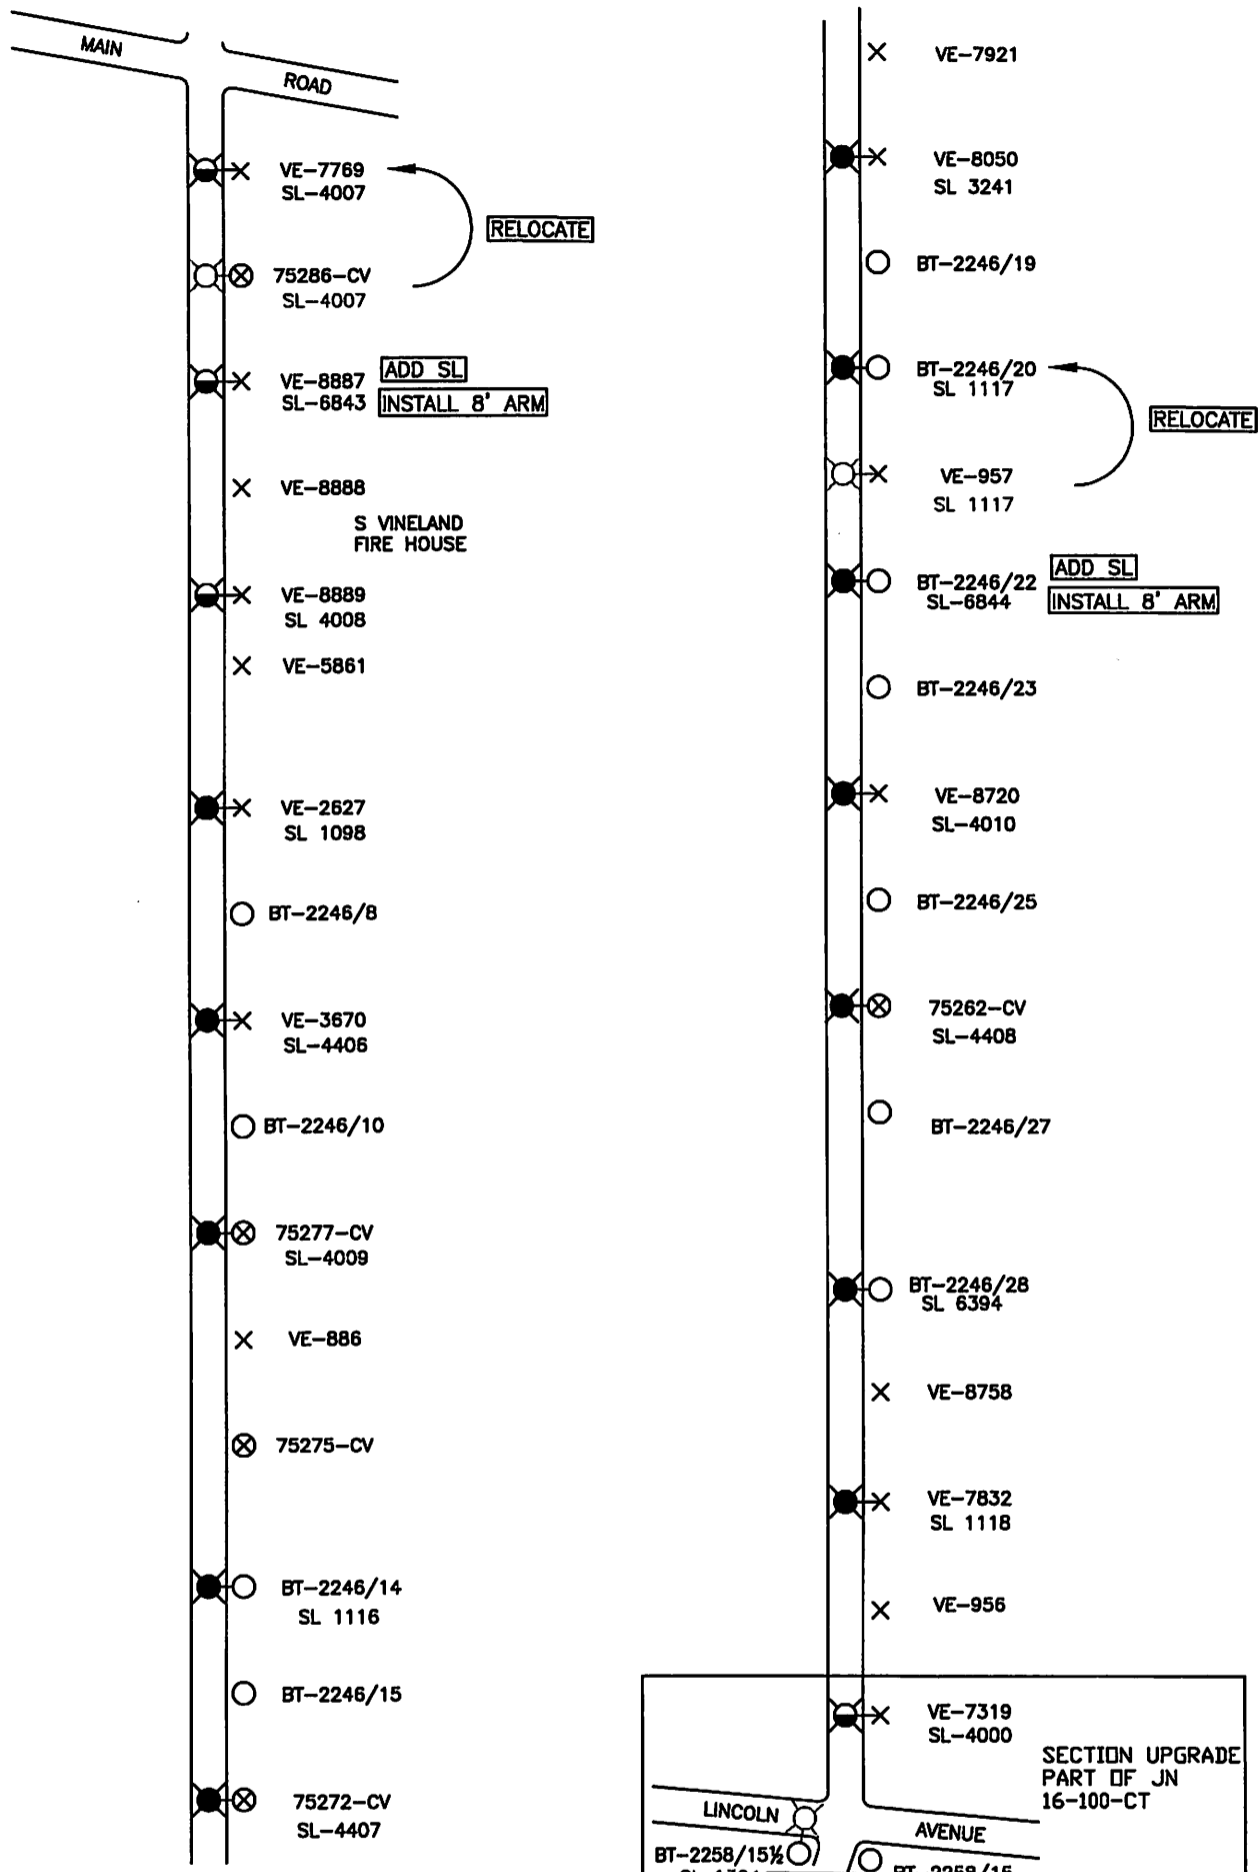 MAIN
ROAD
VE-7769
SL-4007
RELOCATE
75286-CV
SL-4007
VE-8887
SL-6843
ADD SL
INSTALL 8' ARM
VE-8888
S VINELAND
FIRE HOUSE
VE-8889
SL 4008
VE-5861
VE-2627
SL 1098
BT-2246/8
VE-3670
SL-4406
BT-2246/10
75277-CV
SL-4009
VE-886
75275-CV
BT-2246/14
SL 1116
BT-2246/15
75272-CV
SL-4407
VE-7921
VE-8050
SL 3241
BT-2246/19
BT-2246/20
SL 1117
RELOCATE
VE-957
SL 1117
BT-2246/22
SL-6844
ADD SL
INSTALL 8' ARM
BT-2246/23
VE-8720
SL-4010
BT-2246/25
75262-CV
SL-4408
BT-2246/27
BT-2246/28
SL 6394
VE-8758
VE-7832
SL 1118
VE-956
VE-7319
SL-4000
SECTION UPGRADE
PART OF JN
16-100-CT
LINCOLN
AVENUE
BT-2258/15½
BT-2258/15